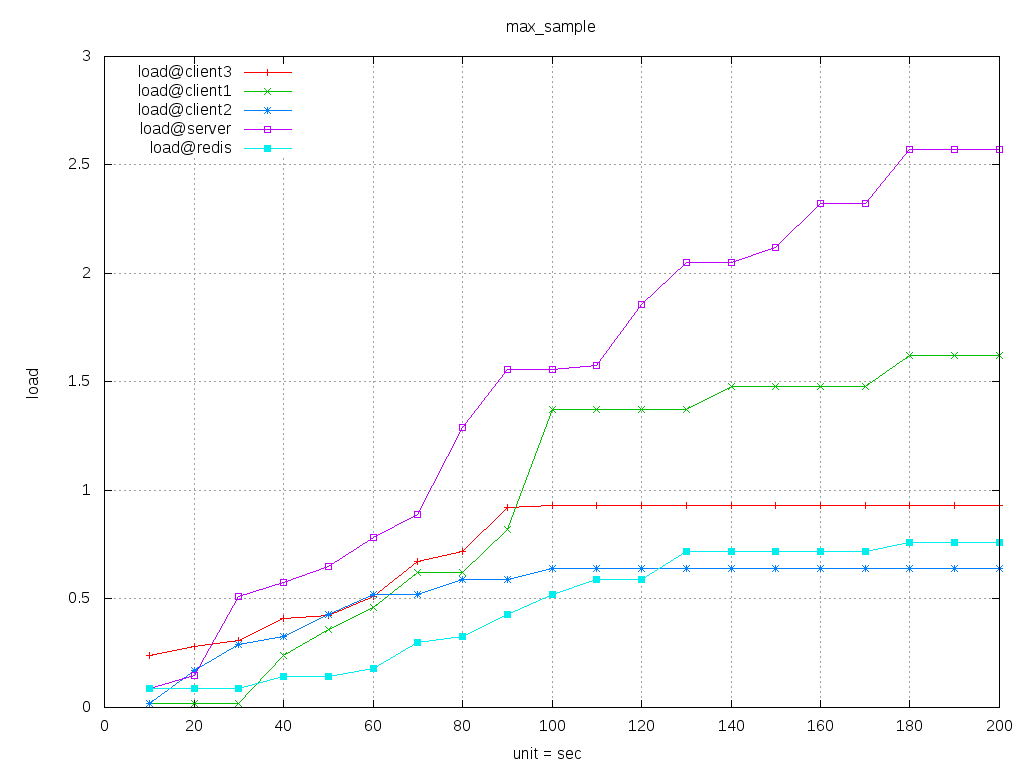 max_sample
3
2.5
2
1.5
1
0.5
0
load
load@client3
load@client1
load@client2
load@server
load@redis
0 20 40 60 80 100 120 140 160 180 200
unit = sec